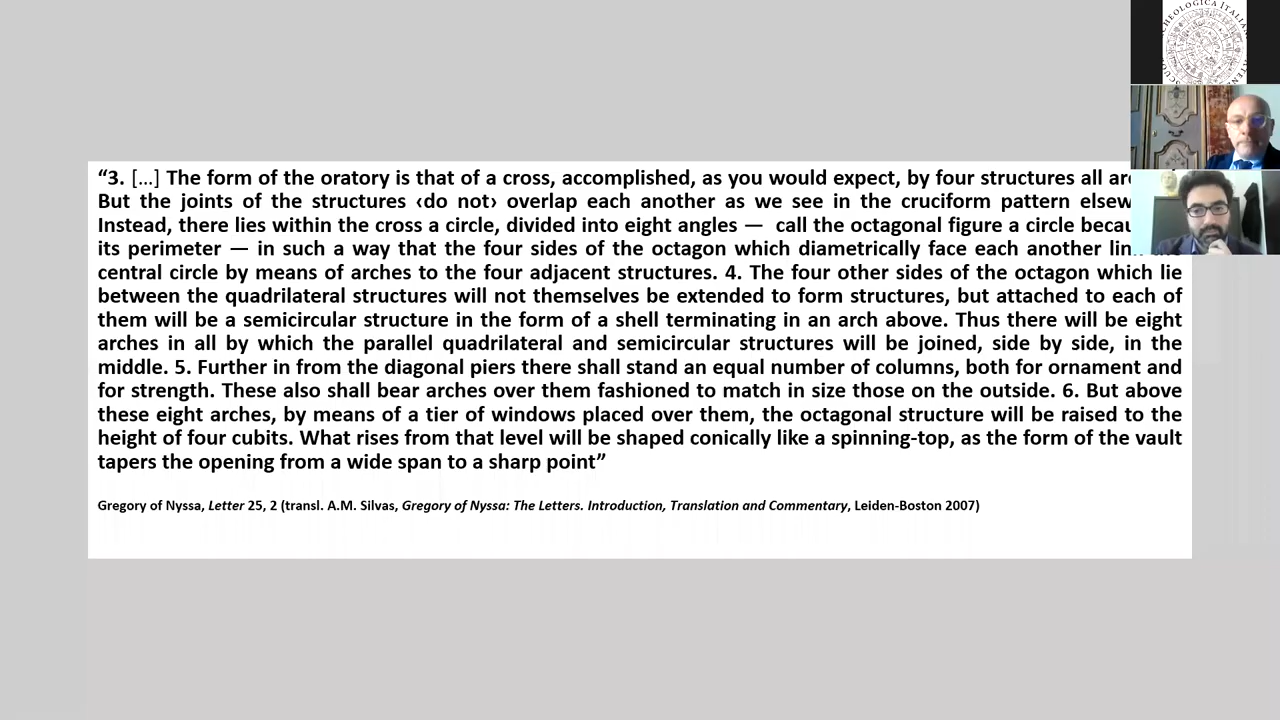 CHEOLOGICA ITALIAN
“3. [...] The form of the oratory is that of a cross, accomplished, as you would expect, by four structures all
But the joints of the structures ‹do not› overlap each another as we see in the cruciform pattern
Instead, there lies within the cross a circle, divided into eight angles — call the octagonal figure a circle
its perimeter — in such a way that the four sides of the octagon which diametrically face each another
central circle by means of arches to the four adjacent structures. 4. The four other sides of the octagon which lie
between the quadrilateral structures will not themselves be extended to form structures, but attached to each of
them will be a semicircular structure in the form of a shell terminating in an arch above. Thus there will be eight
arches in all by which the parallel quadrilateral and semicircular structures will be joined, side by side, in the
middle. 5. Further in from the diagonal piers there shall stand an equal number of columns, both for ornament and
for strength. These also shall bear arches over them fashioned to match in size those on the outside. 6. But above
these eight arches, by means of a tier of windows placed over them, the octagonal structure will be raised to the
height of four cubits. What rises from that level will be shaped conically like a spinning-top, as the form of the vault
tapers the opening from a wide span to a sharp point”
Gregory of Nyssa, Letter 25, 2 (transl. A.M. Silvas, Gregory of Nyssa: The Letters. Introduction, Translation and Commentary, Leiden-Boston 2007)